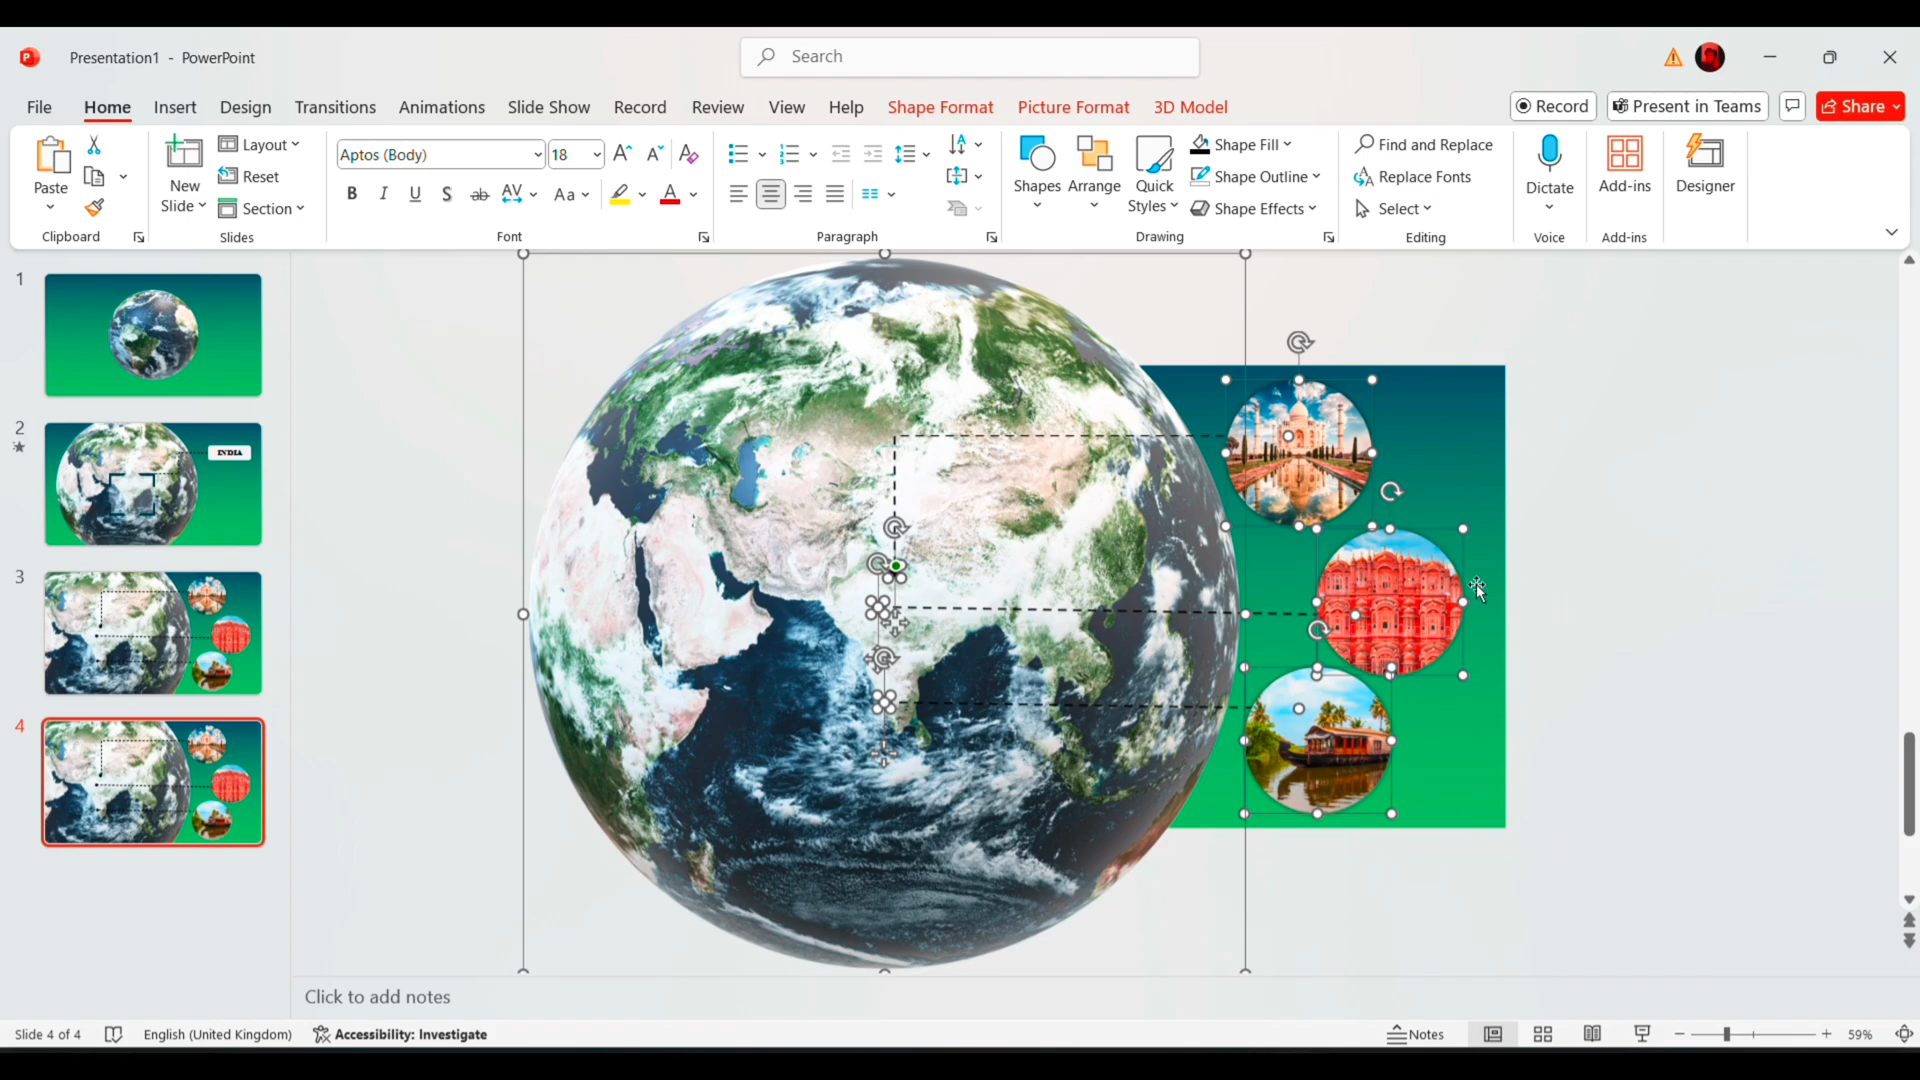 Presentation1 - PowerPoint
Search
File Home Insert Design Transitions Animations Slide Show Record Review View Help Shape Format Picture Format 3D Model
Record Present in Teams Share
Paste
Clipboard
New Slide
Layout
Reset
Section
Slides
Aptos (Body) 18
B I U S ab AV Aa A
Font
Paragraph
Shapes
Arrange
Quick Styles
Shape Fill
Shape Outline
Shape Effects
Drawing
Find and Replace
Replace Fonts
Select
Editing
Dictate
Voice
Add-ins
Add-ins
Designer
1
2
INDIA
3
4
Click to add notes
Slide 4 of 4 English (United Kingdom) Accessibility: Investigate Notes 59%